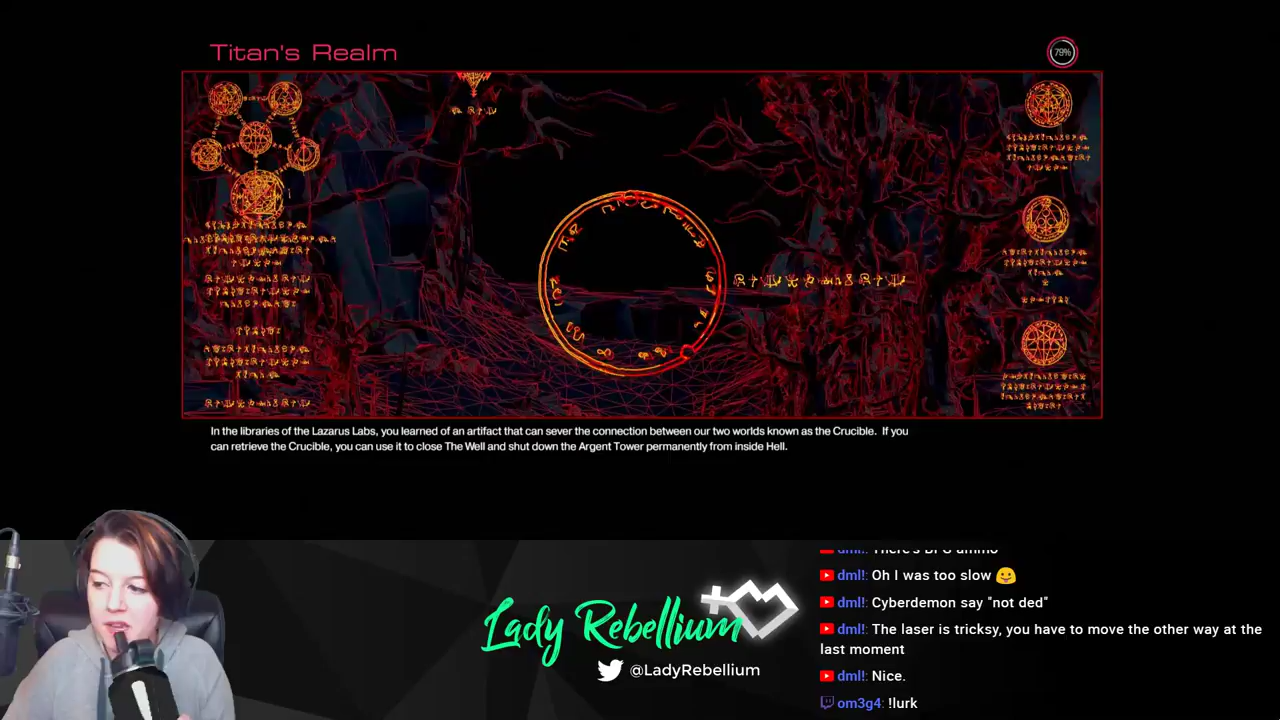 Titan's Realm
79%
In the libraries of the Lazarus Labs, you learned of an artifact that can sever the connection between our two worlds known as the Crucible. If you
can retrieve the Crucible, you can use it to close The Well and shut down the Argent Tower permanently from inside Hell.
Lady Rebellium
@LadyRebellium
dml!: There's BFG ammo
dml!: Oh I was too slow 😛
dml!: Cyberdemon say "not ded"
dml!: The laser is tricksy, you have to move the other way at the
last moment
dml!: Nice.
om3g4: !lurk